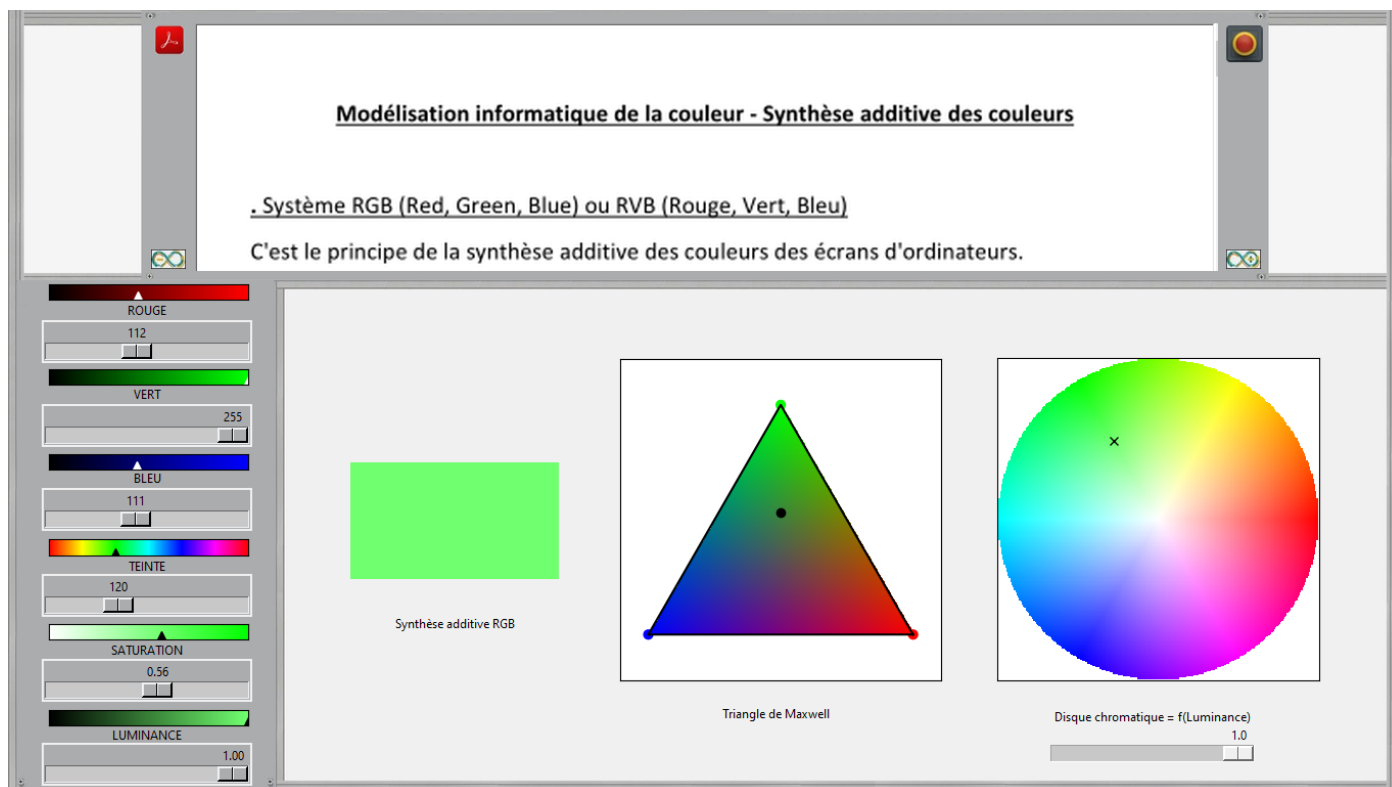 Modélisation informatique de la couleur - Synthèse additive des couleurs
. Système RGB (Red, Green, Blue) ou RVB (Rouge, Vert, Bleu)
C'est le principe de la synthèse additive des couleurs des écrans d'ordinateurs.
ROUGE
112
VERT
255
BLEU
111
TEINTE
120
SATURATION
0.56
LUMINANCE
1.00
Synthèse additive RGB
Triangle de Maxwell
Disque chromatique = f(Luminance)
1.0